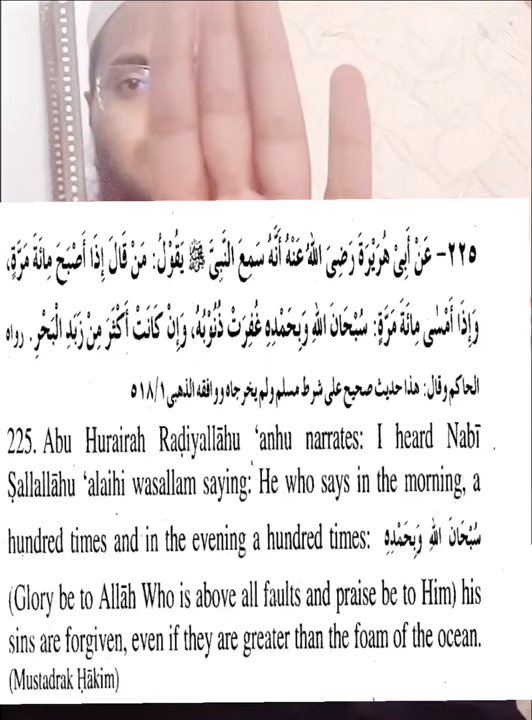 ٢٢٥- عَنْ أَبِىْ هُرَيْرَةَ رَضِىَ اللهُ عَنْهُ أَنَّهُ سَمِعَ النَّبِىَّ ﷺ يَقُوْلُ: مَنْ قَالَ إِذَا أَصْبَحَ مِائَةَ مَرَّةٍ،
وَإِذَا أَمْسٰى مِائَةَ مَرَّةٍ: سُبْحَانَ اللهِ وَبِحَمْدِهِ غُفِرَتْ ذُنُوْبُهُ، وَإِنْ كَانَتْ أَكْثَرَ مِنْ زَبَدِ الْبَحْرِ. رواه
الحاكم وقال: هذا حديث صحيح على شرط مسلم ولم يخرجاه ووافقه الذهبى ٥١٨/١
225. Abu Hurairah Raḍiyallāhu ‘anhu narrates: I heard Nabī
Ṣallallāhu ‘alaihi wasallam saying: He who says in the morning, a
hundred times and in the evening a hundred times: سُبْحَانَ اللهِ وَبِحَمْدِهِ
(Glory be to Allāh Who is above all faults and praise be to Him) his
sins are forgiven, even if they are greater than the foam of the ocean.
(Mustadrak Ḥākim)